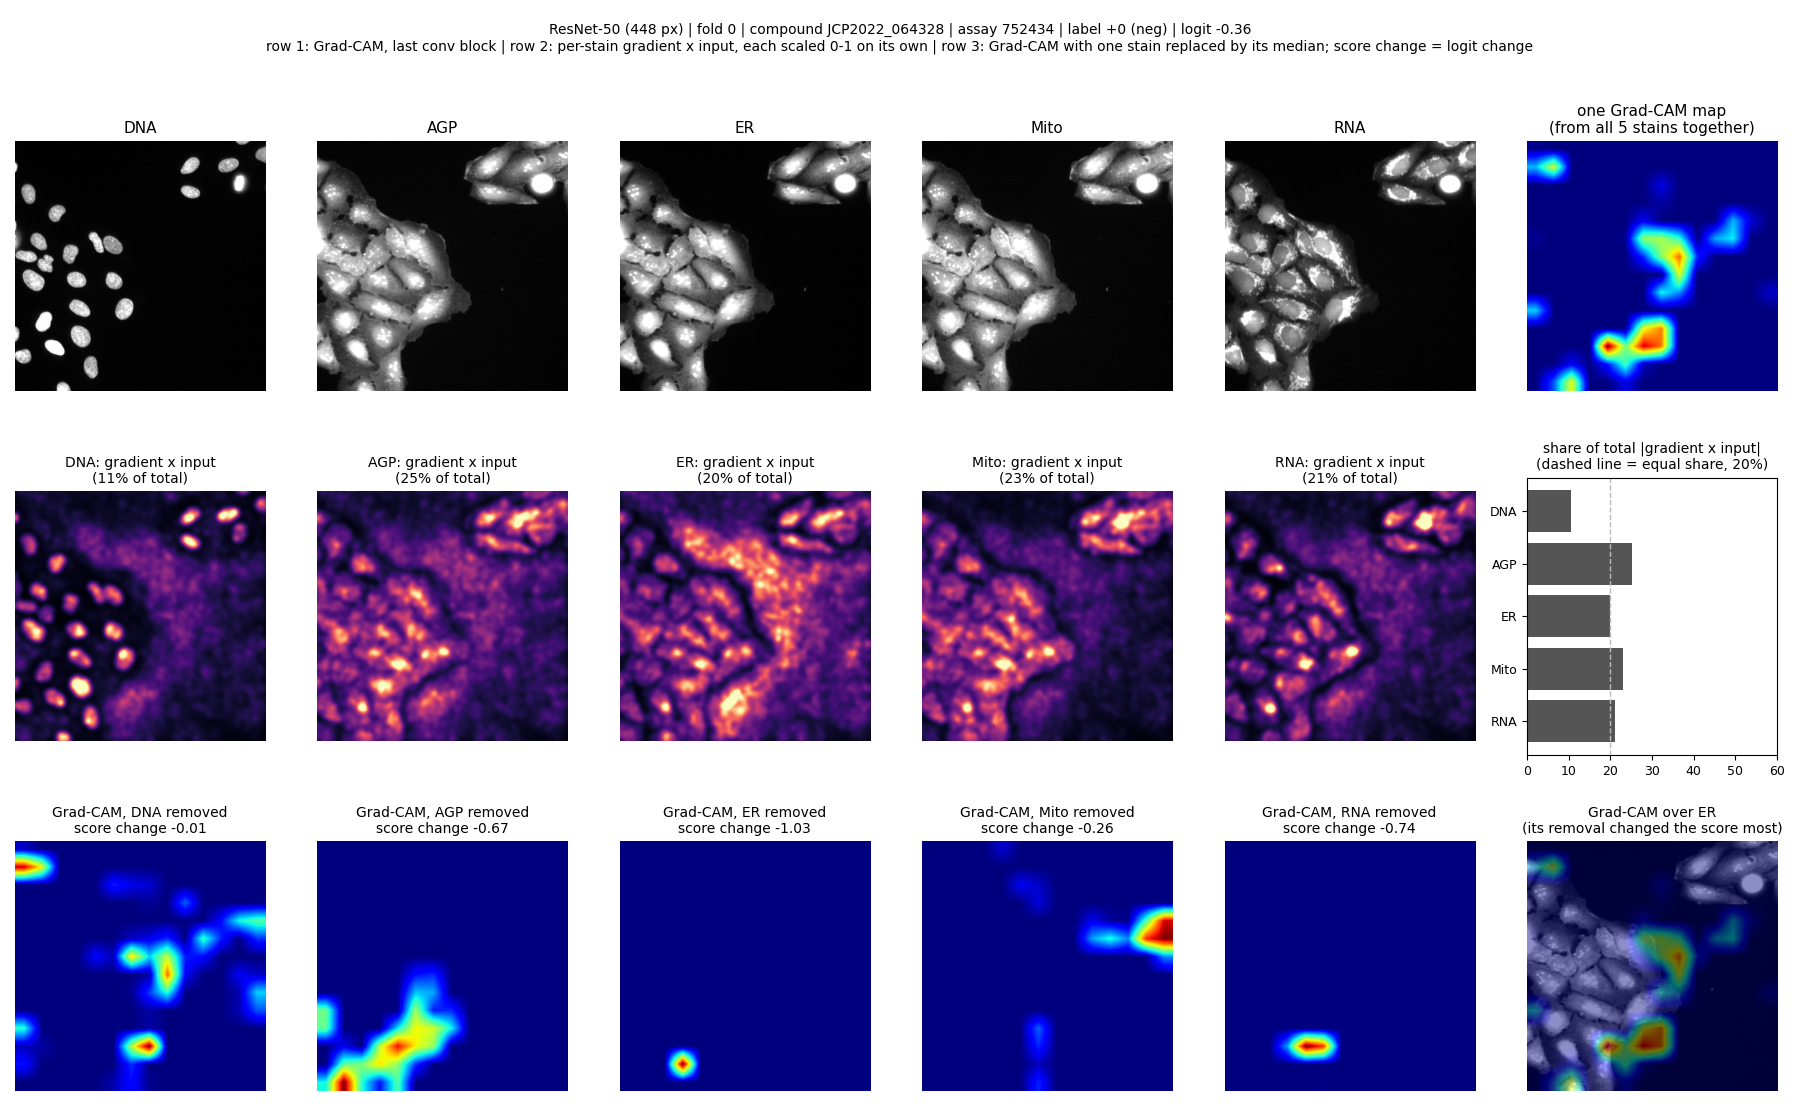 ResNet-50 (448 px) | fold 0 | compound JCP2022_064328 | assay 752434 | label +0 (neg) | logit -0.36
row 1: Grad-CAM, last conv block | row 2: per-stain gradient x input, each scaled 0-1 on its own | row 3: Grad-CAM with one stain replaced by its median; score change = logit change
DNA
AGP
ER
Mito
RNA
one Grad-CAM map
(from all 5 stains together)
DNA: gradient x input
(11% of total)
AGP: gradient x input
(25% of total)
ER: gradient x input
(20% of total)
Mito: gradient x input
(23% of total)
RNA: gradient x input
(21% of total)
share of total |gradient x input|
(dashed line = equal share, 20%)
DNA
AGP
ER
Mito
RNA
0 10 20 30 40 50 60
Grad-CAM, DNA removed
score change -0.01
Grad-CAM, AGP removed
score change -0.67
Grad-CAM, ER removed
score change -1.03
Grad-CAM, Mito removed
score change -0.26
Grad-CAM, RNA removed
score change -0.74
Grad-CAM over ER
(its removal changed the score most)